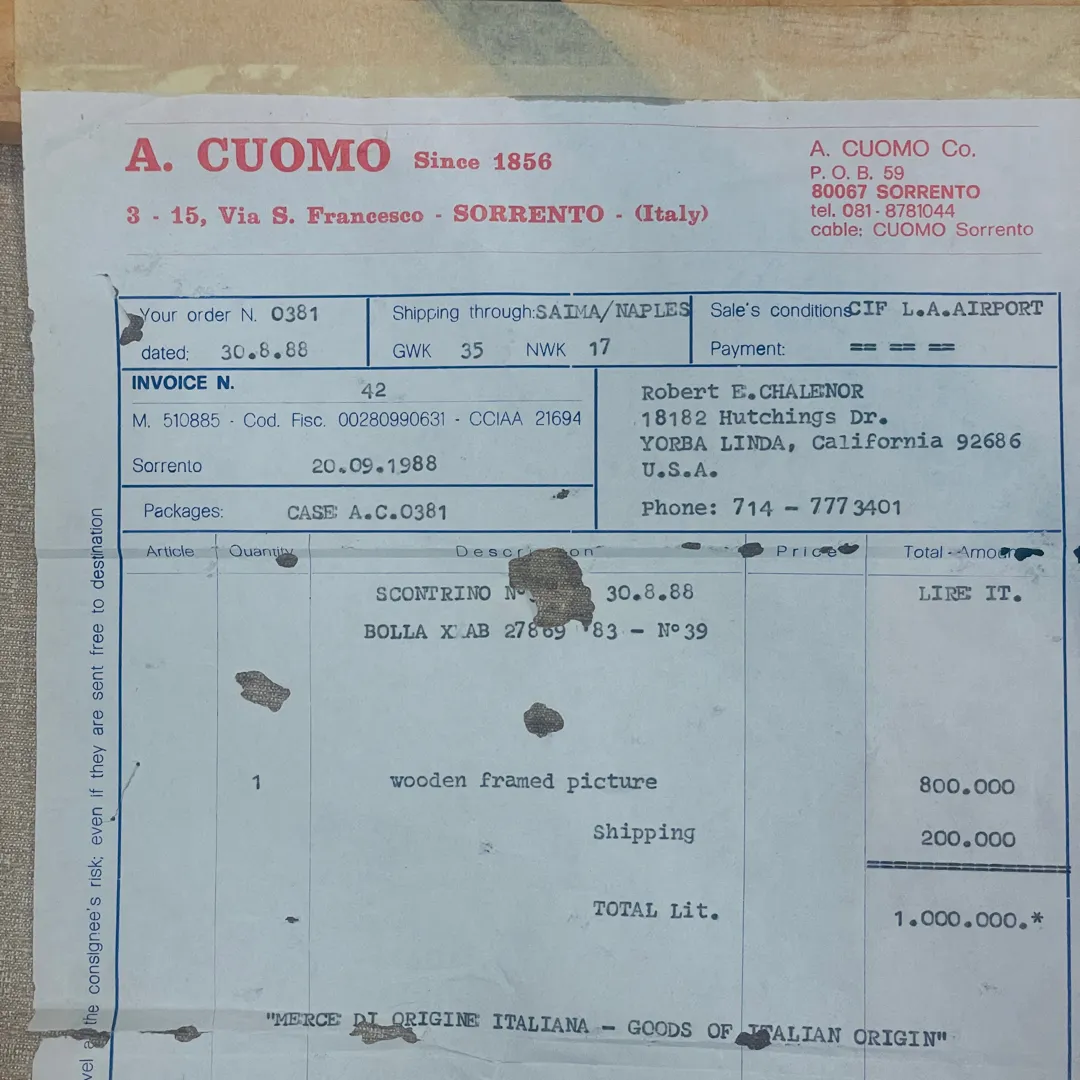 A. CUOMO Since 1856
3 - 15, Via S. Francesco - SORRENTO - (Italy)
A. CUOMO Co.
P. O. B. 59
80067 SORRENTO
tel. 081 - 8781044
cable: CUOMO Sorrento
Your order N. 0381
dated; 30.8.88
Shipping through: SAIMA/NAPLES
GWK 35 NWK 17
Sale's conditions CIF L.A.AIRPORT
Payment: == == ==
INVOICE N. 42
M. 510885 - Cod. Fisc. 00280990631 - CCIAA 21694
Sorrento 20.09.1988
Packages: CASE A.C.0381
Robert E.CHALENOR
18182 Hutchings Dr.
YORBA LINDA, California 92686
U.S.A.
Phone: 714 - 777 3401
Article Quantity Description Price Total - Amount
SCONTRINO N° 30.8.88 LIRE IT.
BOLLA X AB 27869 '83 - N° 39
1 wooden framed picture 800.000
Shipping 200.000
TOTAL Lit. 1.000.000.*
"MERCE DI ORIGINE ITALIANA - GOODS OF ITALIAN ORIGIN"
the consignee's risk; even if they are sent free to destination